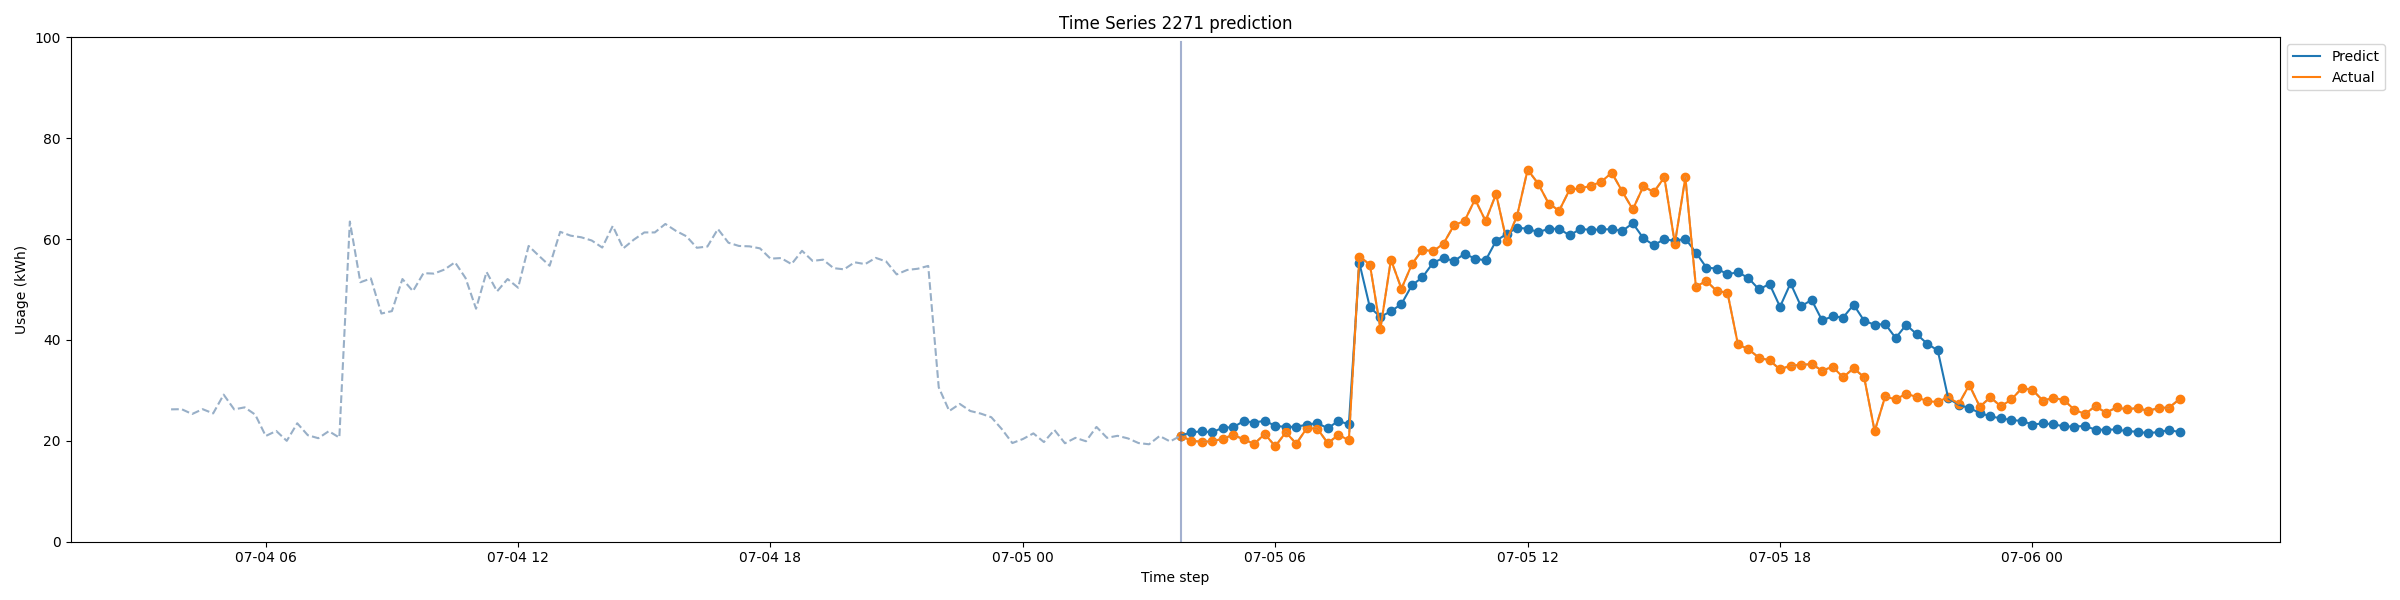 Time Series 2271 prediction
Predict
Actual
Usage (kWh)
100
80
60
40
20
0
07-04 06
07-04 12
07-04 18
07-05 00
07-05 06
07-05 12
07-05 18
07-06 00
Time step